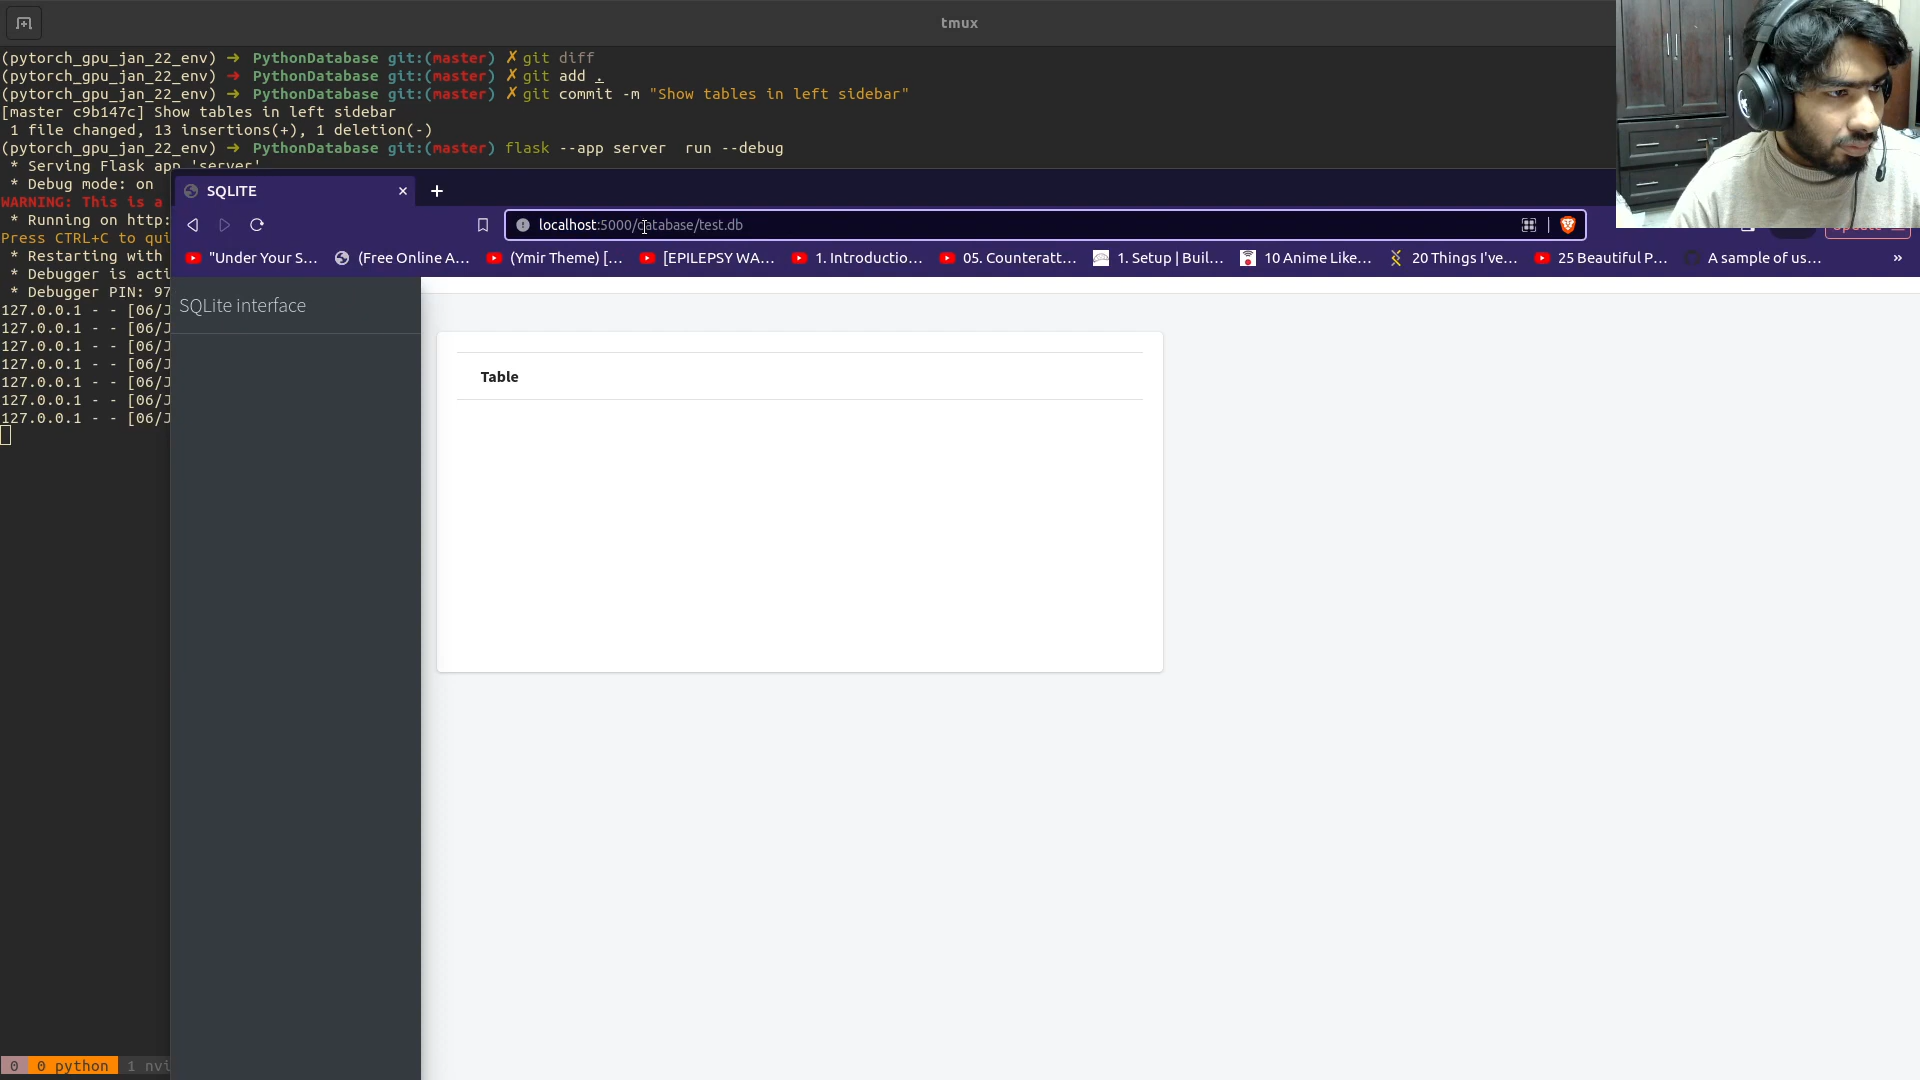 tmux
(pytorch_gpu_jan_22_env) ➜ PythonDatabase git:(master) ✗ git diff
(pytorch_gpu_jan_22_env) ➜ PythonDatabase git:(master) ✗ git add .
(pytorch_gpu_jan_22_env) ➜ PythonDatabase git:(master) ✗ git commit -m "Show tables in left sidebar"
[master c9b147c] Show tables in left sidebar
1 file changed, 13 insertions(+), 1 deletion(-)
(pytorch_gpu_jan_22_env) ➜ PythonDatabase git:(master) flask --app server run --debug
* Serving Flask app 'server'
* Debug mode: on
WARNING: This is a
* Running on http:
Press CTRL+C to qui
* Restarting with
* Debugger is acti
* Debugger PIN: 97
127.0.0.1 - - [06/J
127.0.0.1 - - [06/J
127.0.0.1 - - [06/J
127.0.0.1 - - [06/J
127.0.0.1 - - [06/J
127.0.0.1 - - [06/J
127.0.0.1 - - [06/J
0 0 python 1 nvi
SQLITE
localhost:5000/database/test.db
"Under Your S... (Free Online A... (Ymir Theme) [... [EPILEPSY WA... 1. Introductio... 05. Counteratt... 1. Setup | Buil... 10 Anime Like... 20 Things I've... 25 Beautiful P... A sample of us... »
SQLite interface
Table